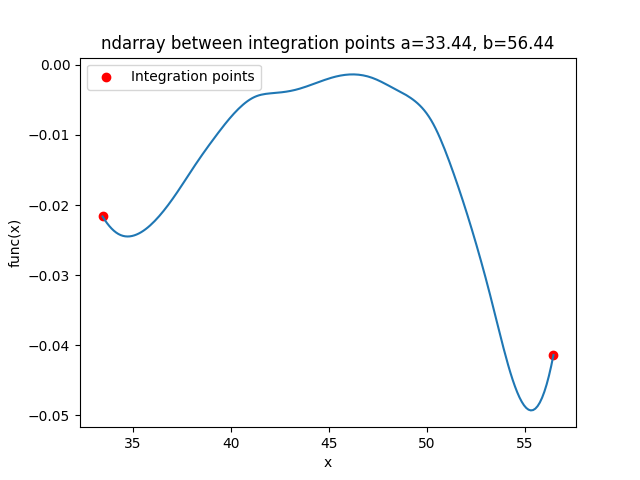 ndarray between integration points a=33.44, b=56.44
Integration points
0.00
−0.01
−0.02
−0.03
−0.04
−0.05
func(x)
35
40
45
50
55
x